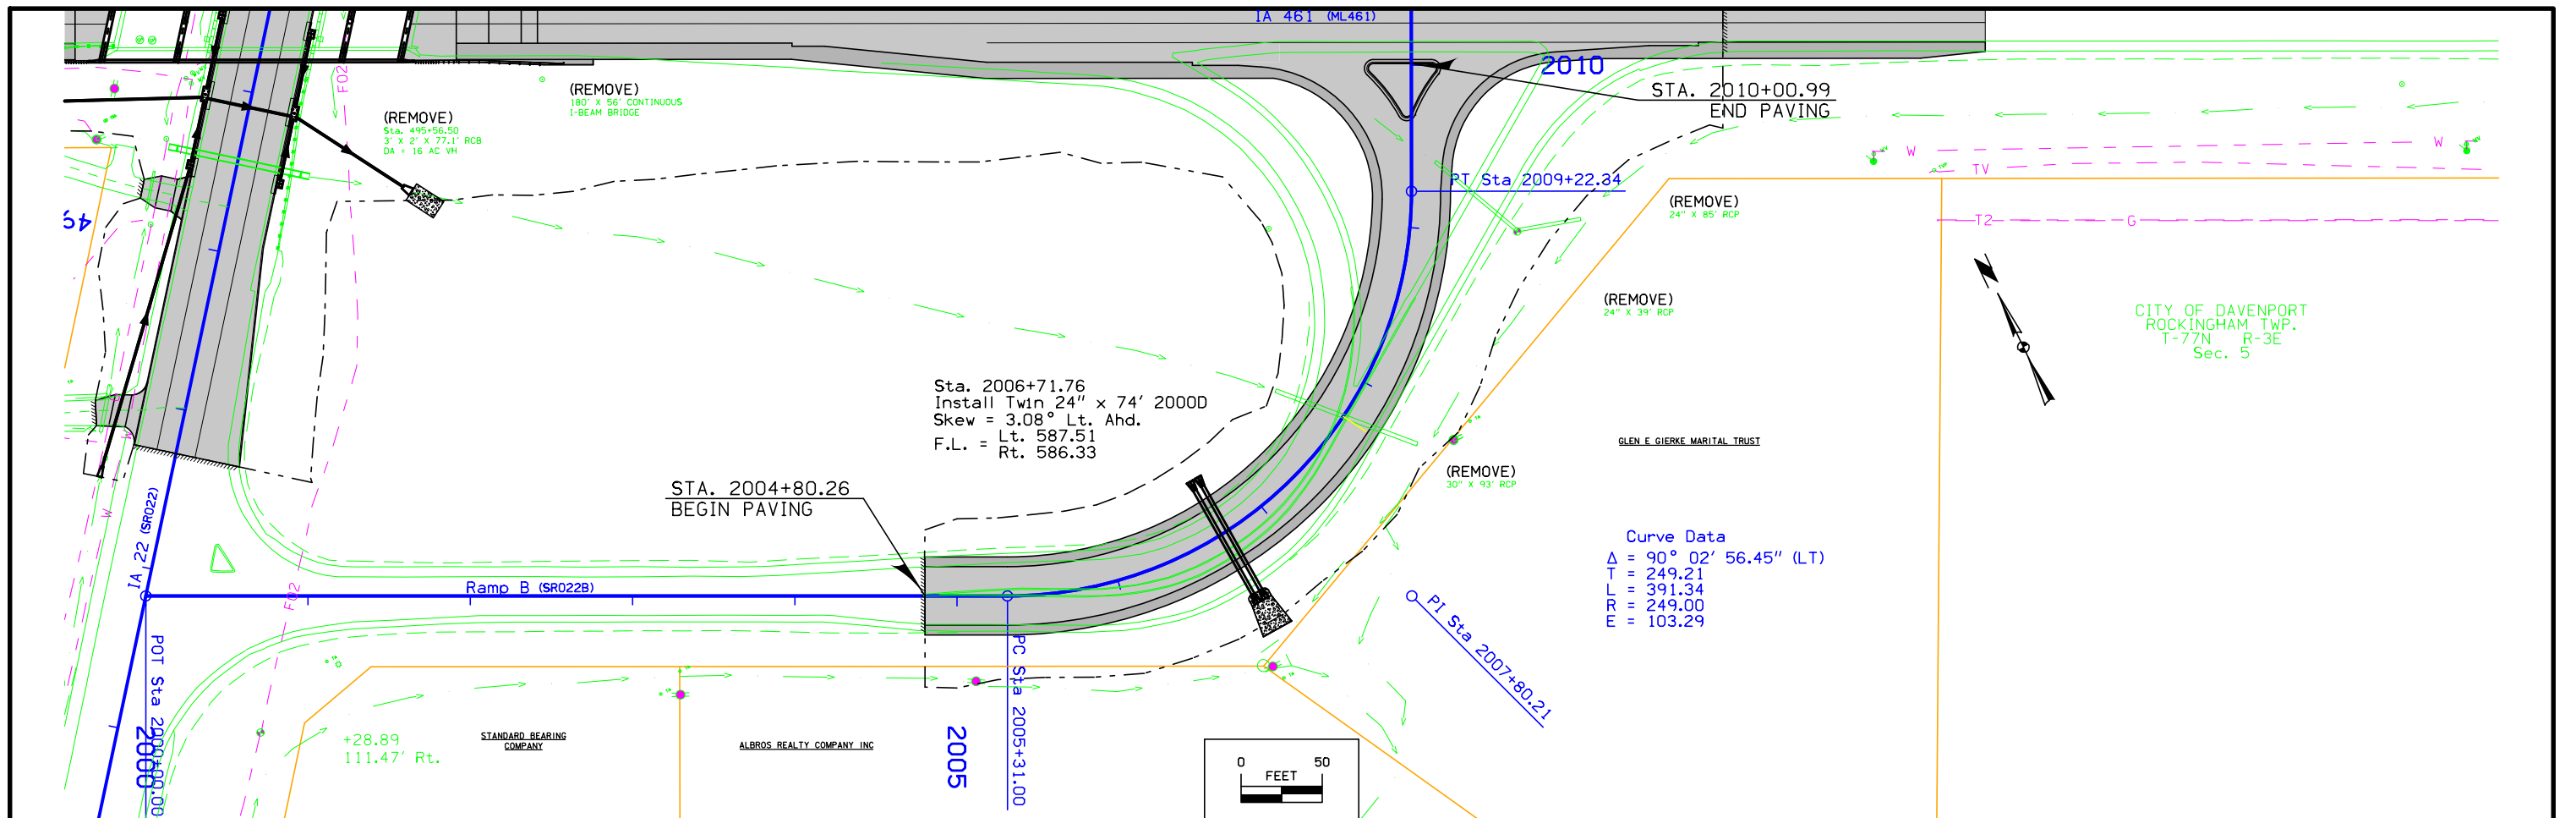 IA 461 (ML461)
2010
STA. 2010+00.99
END PAVING
(REMOVE)
180' X 56' CONTINUOUS
I-BEAM BRIDGE
(REMOVE)
Sta. 495+56.50
3' X 2' X 77.1' RCB
DA = 16 AC VH
F02
W
W
TV
PT Sta 2009+22.34
(REMOVE)
24" X 85' RCP
T2
G
49
(REMOVE)
24" X 39' RCP
CITY OF DAVENPORT
ROCKINGHAM TWP.
T-77N R-3E
Sec. 5
Sta. 2006+71.76
Install Twin 24" x 74' 2000D
Skew = 3.08° Lt. Ahd.
F.L. = Lt. 587.51
Rt. 586.33
GLEN E GIERKE MARITAL TRUST
(REMOVE)
30" X 93' RCP
STA. 2004+80.26
BEGIN PAVING
W
W
IA 22 (SR022)
F02
Ramp B (SR022B)
Curve Data
Δ = 90° 02' 56.45" (LT)
T = 249.21
L = 391.34
R = 249.00
E = 103.29
PI Sta 2007+80.21
POT Sta 2000+00.00
2000
PC Sta 2005+31.00
2005
+28.89
111.47' Rt.
STANDARD BEARING
COMPANY
ALBROS REALTY COMPANY INC
0 50
FEET